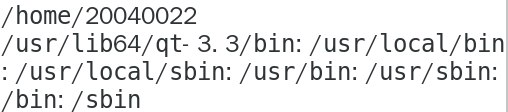 /home/20040022
/usr/lib64/qt- 3. 3/bin: /usr/local/bin
: /usr/local/sbin: /usr/bin: /usr/sbin:
/bin: /sbin